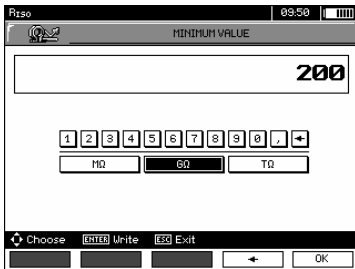 RISO 09:50
MINIMUM VALUE
200
1 2 3 4 5 6 7 8 9 0 , ←
MΩ GΩ TΩ
Choose ENTER Write ESC Exit
← OK